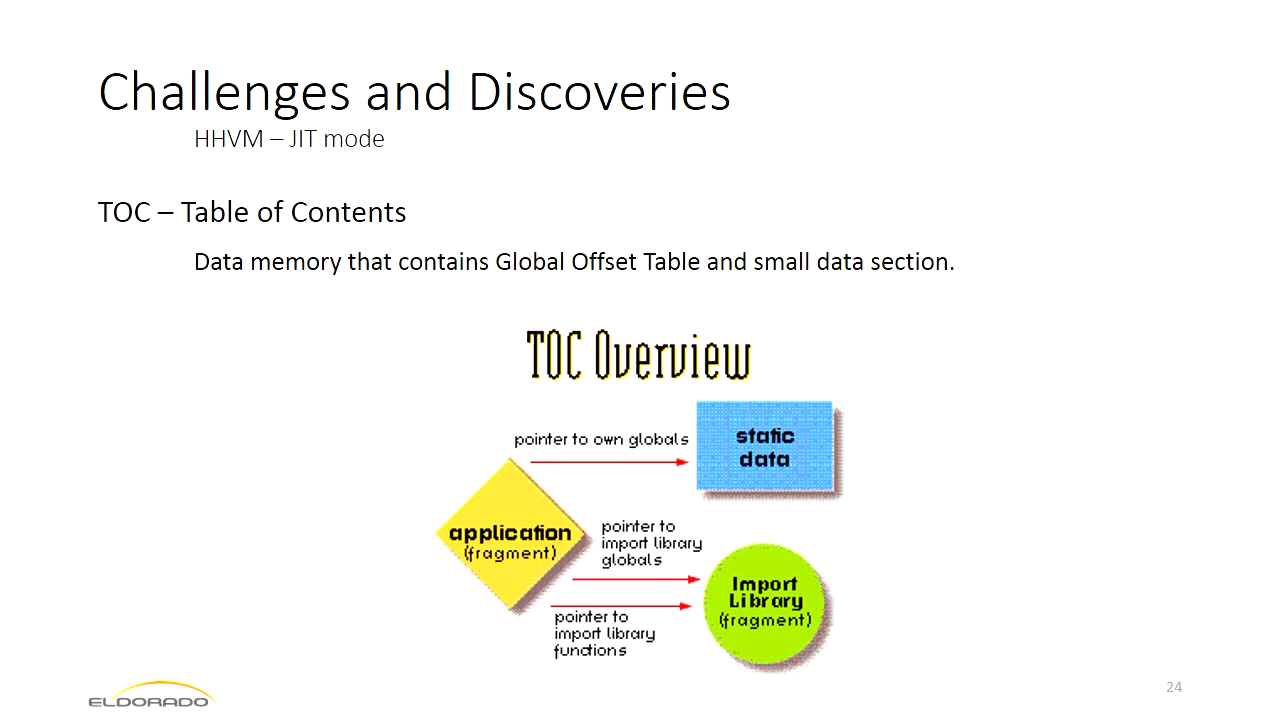 Challenges and Discoveries
HHVM – JIT mode
TOC – Table of Contents
Data memory that contains Global Offset Table and small data section.
TOC Overview
pointer to own globals
static
data
application
(fragment)
pointer to
import library
globals
Import
Library
(fragment)
pointer to
import library
functions
ELDORADO
24